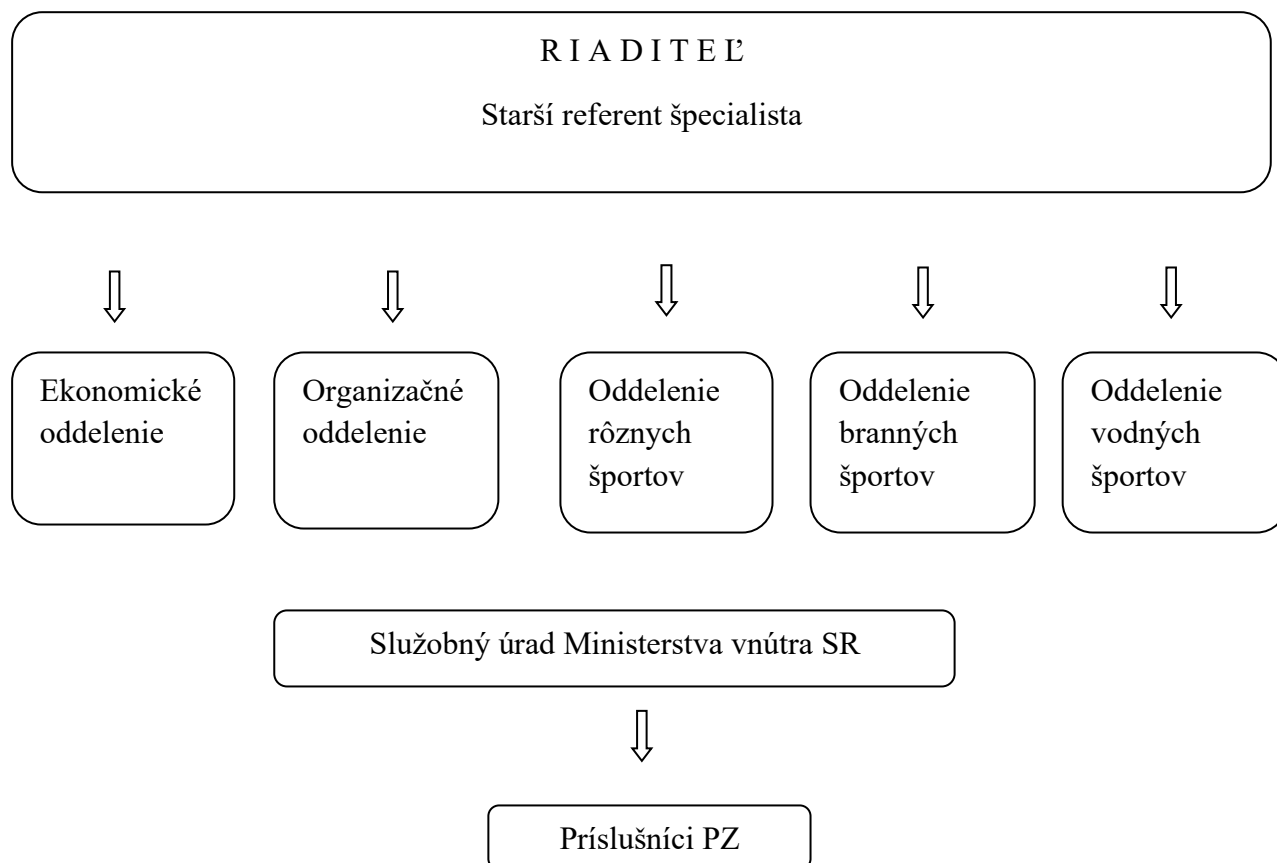 R I A D I T E Ľ
Starší referent špecialista
Ekonomické
oddelenie
Organizačné
oddelenie
Oddelenie
rôznych
športov
Oddelenie
branných
športov
Oddelenie
vodných
športov
Služobný úrad Ministerstva vnútra SR
Príslušníci PZ